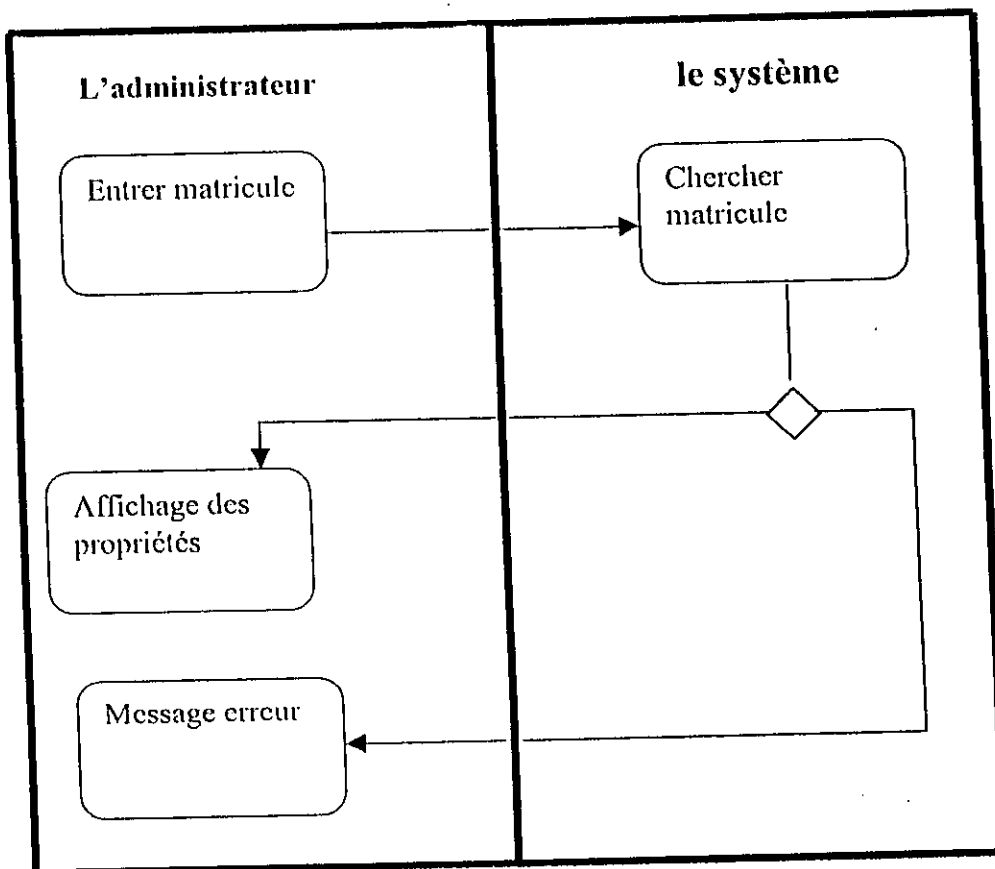 L'administrateur
le système
Entrer matricule
Chercher
matricule
Affichage des
propriétés
Message erreur